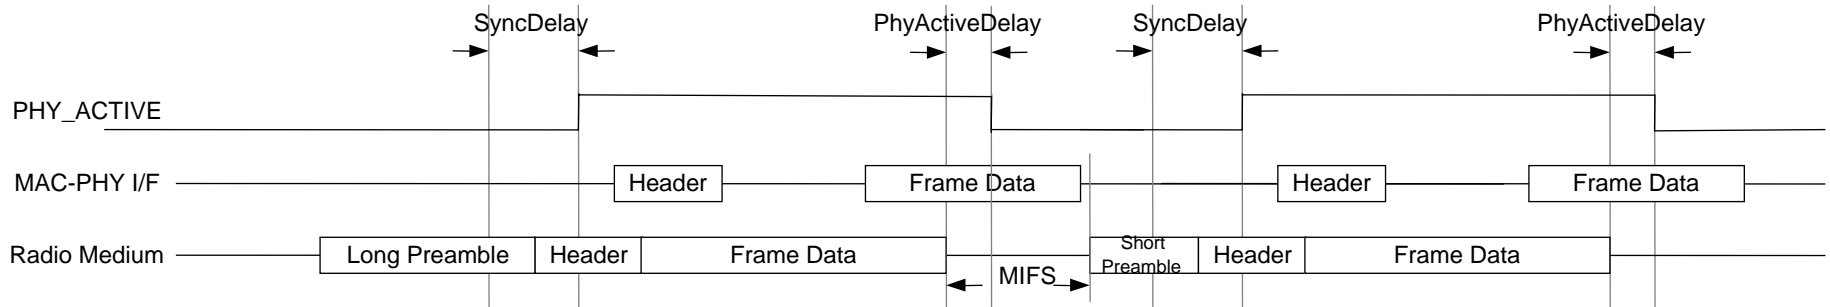 SyncDelay PhyActiveDelay SyncDelay PhyActiveDelay
PHY_ACTIVE
MAC-PHY I/F Header Frame Data Header Frame Data
Radio Medium Long Preamble Header Frame Data Short Preamble Header Frame Data
MIFS